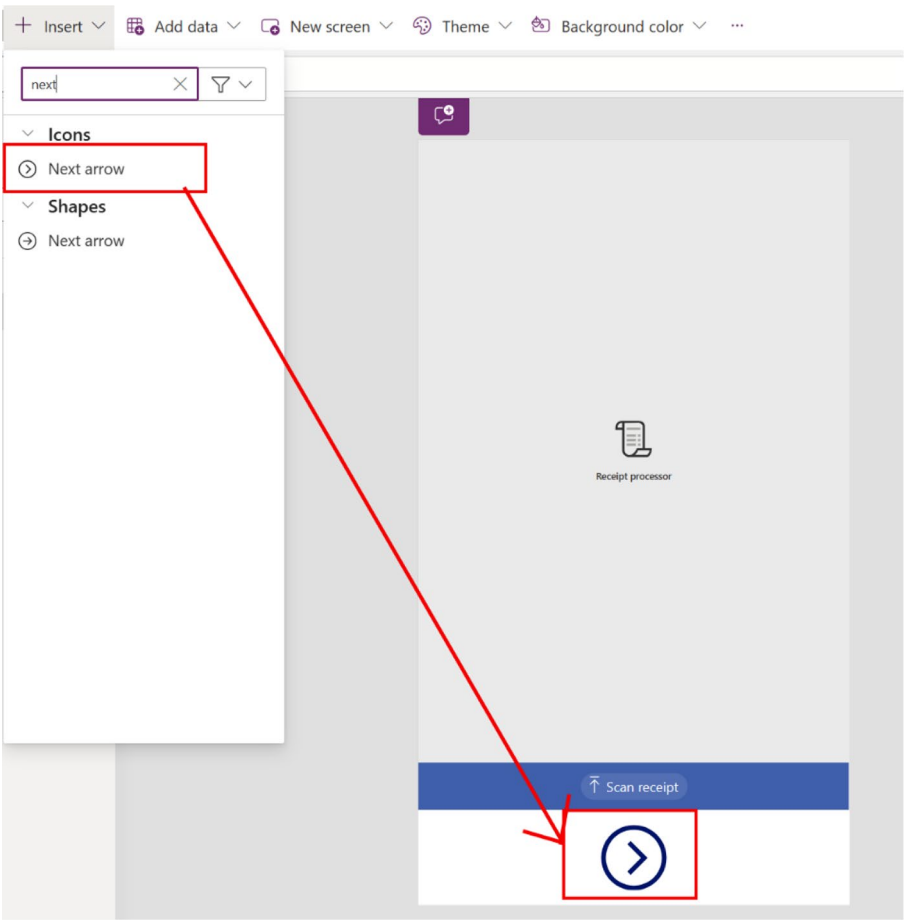 Insert Add data New screen Theme Background color ...
next
Icons
Next arrow
Shapes
Next arrow
Receipt processor
Scan receipt